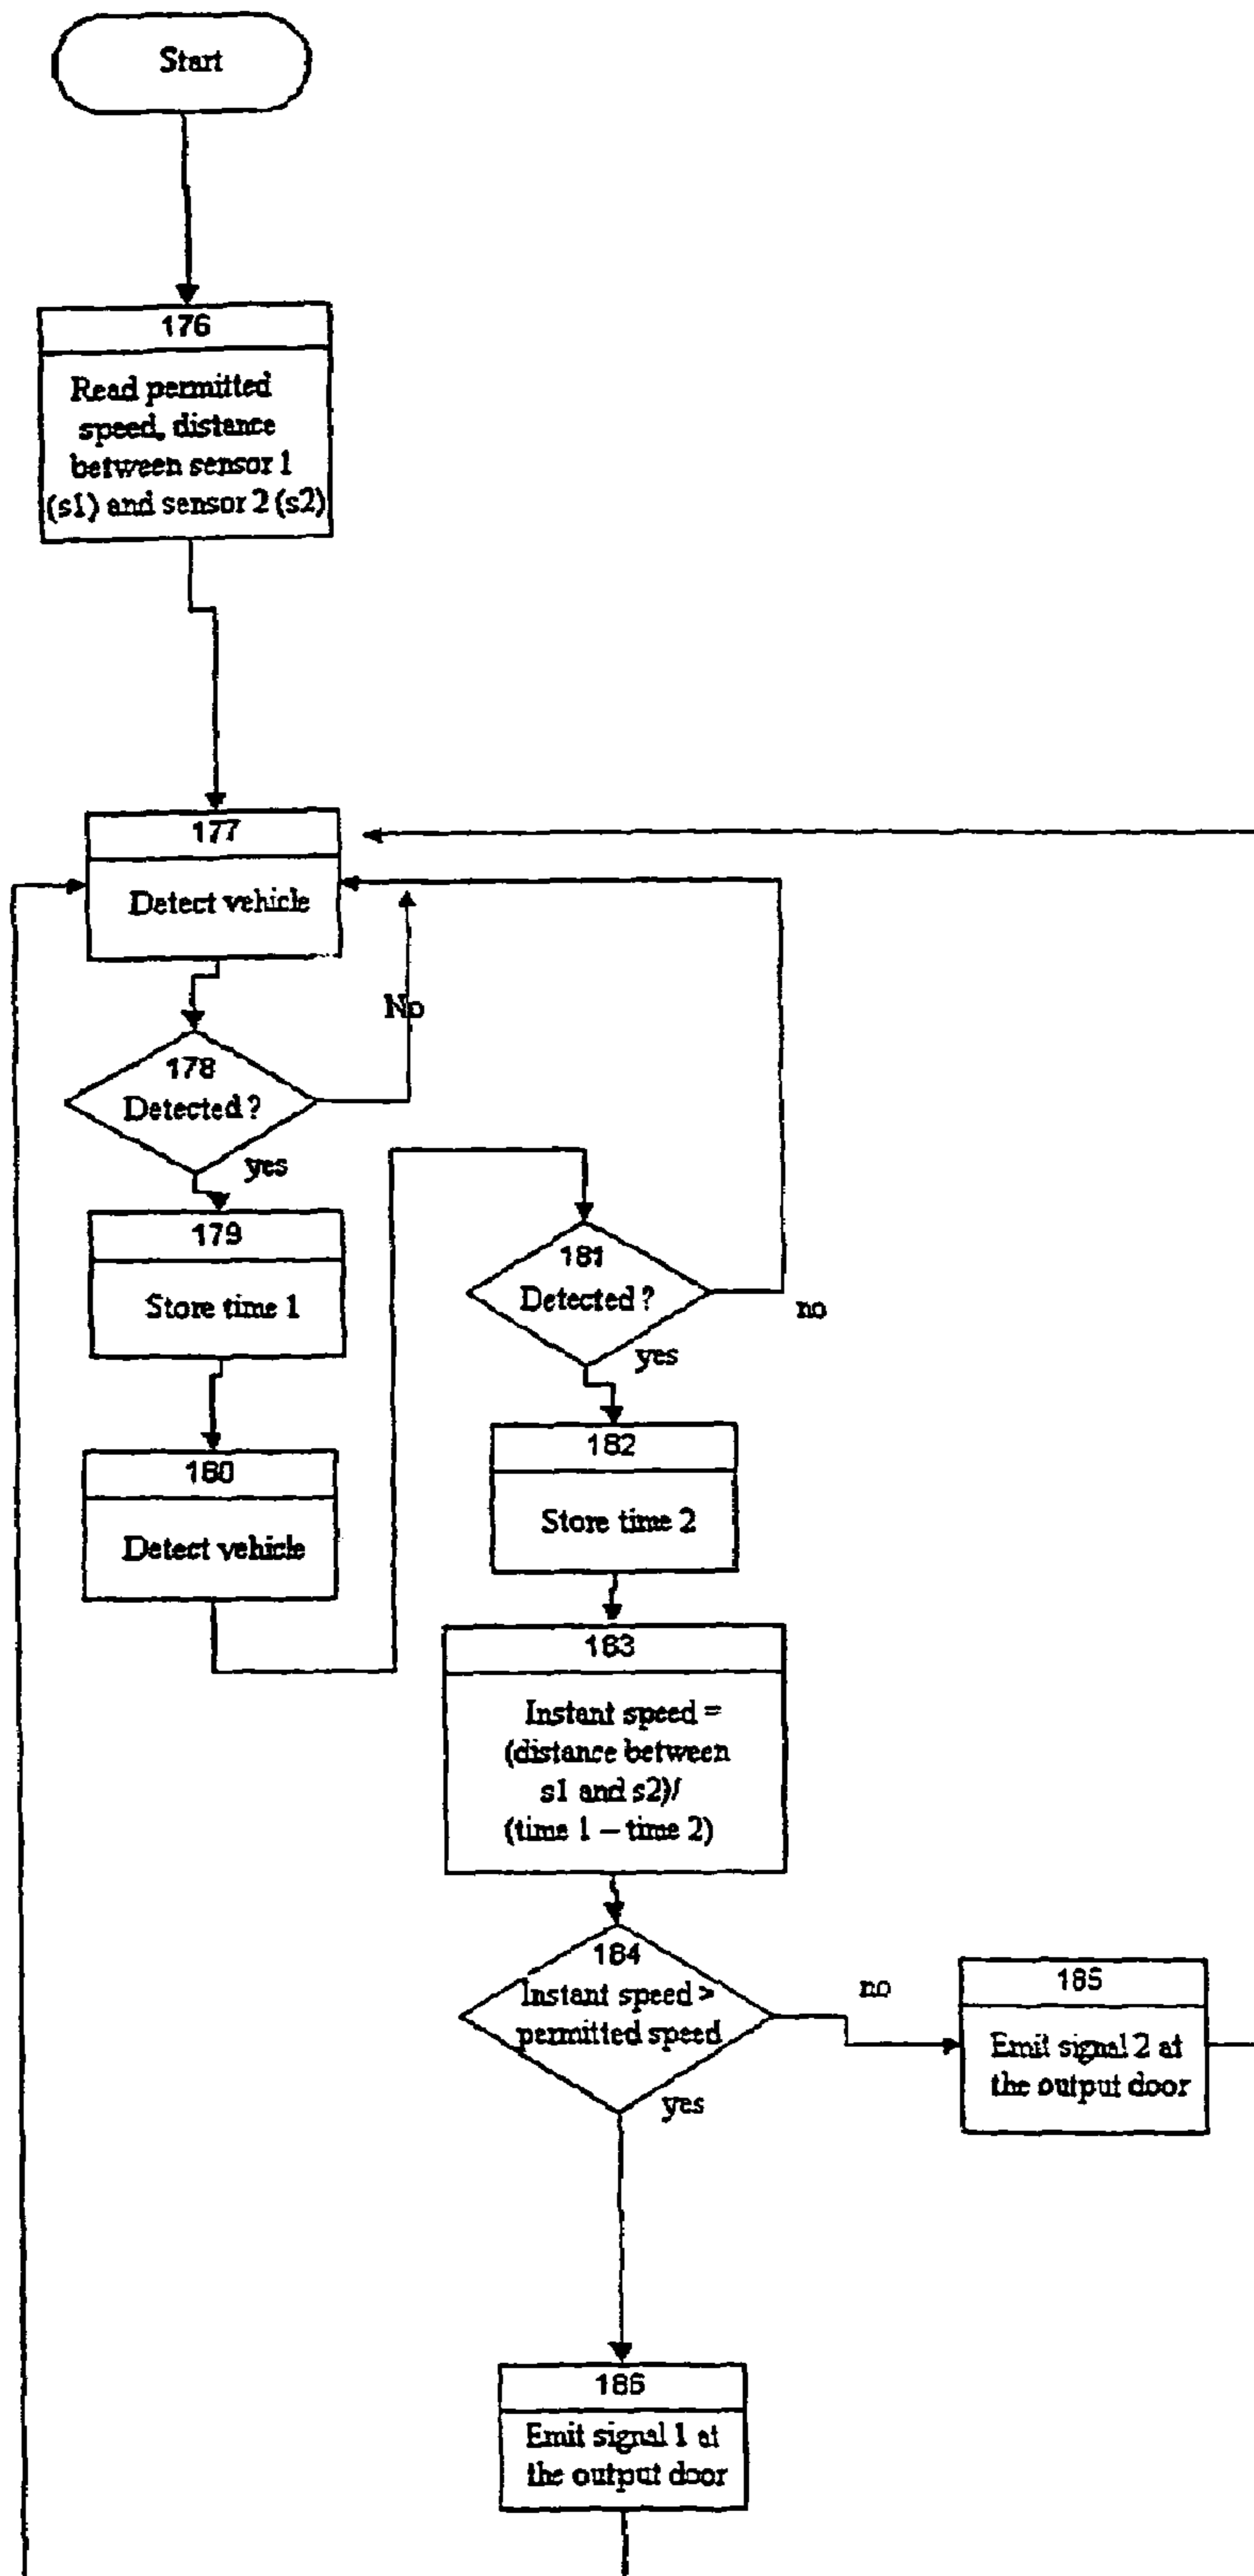 Start
176
Read permitted
speed, distance
between sensor 1
(s1) and sensor 2 (s2)
177
Detect vehicle
No
178
Detected ?
yes
179
Store time 1
180
Detect vehicle
181
Detected ?
no
yes
182
Store time 2
183
Instant speed =
(distance between
s1 and s2)/
(time 1 – time 2)
184
Instant speed >
permitted speed
no
yes
185
Emit signal 2 at
the output door
186
Emit signal 1 at
the output door